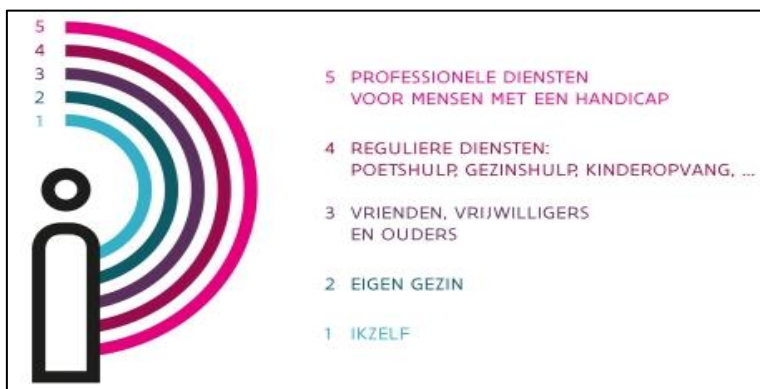 5
4
3
2
1
5 PROFESSIONELE DIENSTEN
VOOR MENSEN MET EEN HANDICAP
4 REGULIERE DIENSTEN:
POETSHULP, GEZINSHULP, KINDEROPVANG, ...
3 VRIENDEN, VRIJWILLIGERS
EN OUDERS
2 EIGEN GEZIN
1 IKZELF